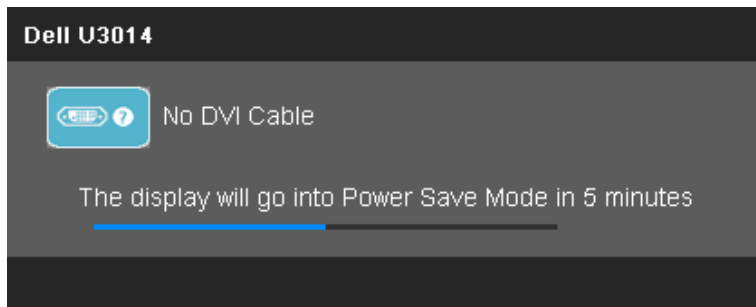 Dell U3014
? No DVI Cable
The display will go into Power Save Mode in 5 minutes